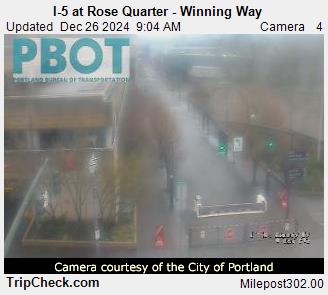 I-5 at Rose Quarter - Winning Way
Updated  Dec 26 2024  9:04 AM
Camera   4
PBOT
PORTLAND BUREAU OF TRANSPORTATION
Camera courtesy of the City of Portland
TripCheck.com
Milepost302.00